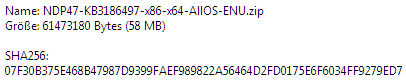 Name: NDP47-KB3186497-x86-x64-AllOS-ENU.zip
Größe: 61473180 Bytes (58 MB)
SHA256:
07F30B375E468B47987D9399FAEF989822A56464D2FD0175E6F6034FF9279ED7